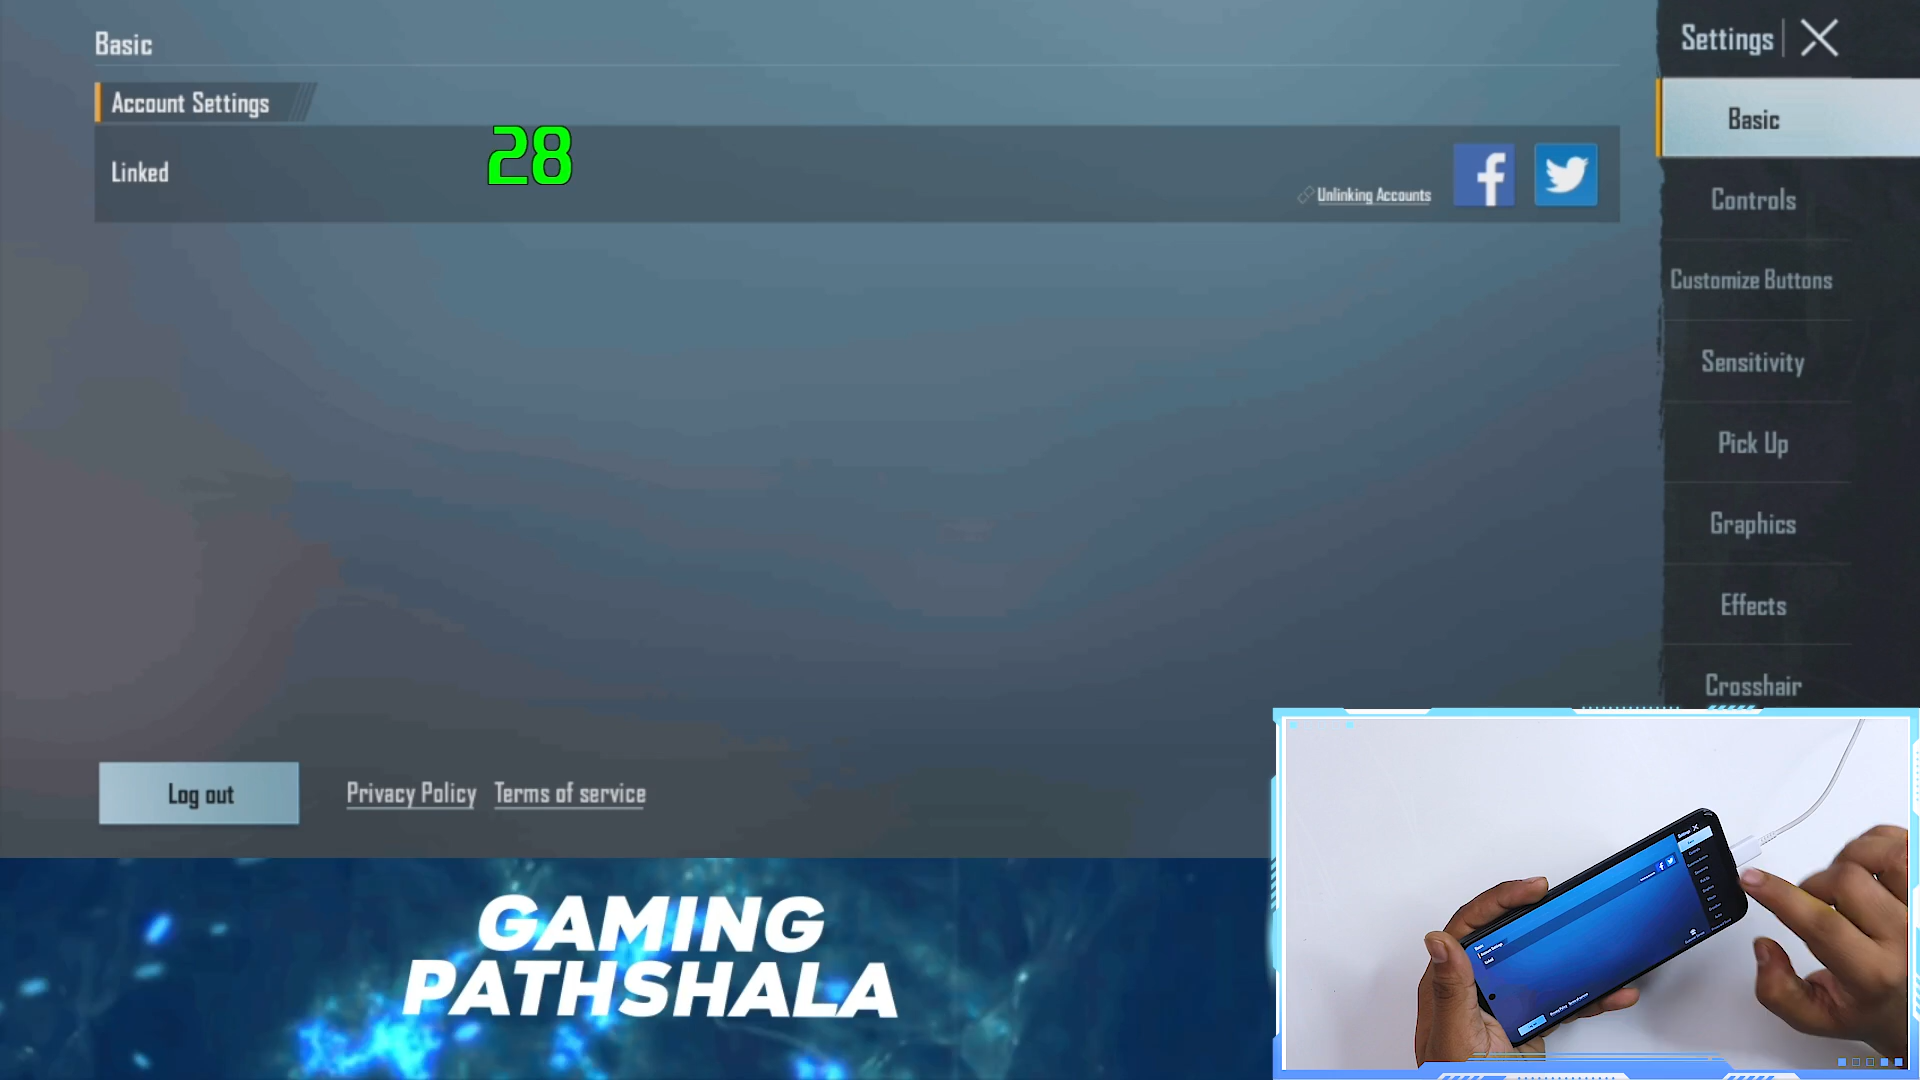 Basic
Account Settings
28
Linked
Unlinking Accounts
Log out
Privacy Policy
Terms of service
Settings
Basic
Controls
Customize Buttons
Sensitivity
Pick Up
Graphics
Effects
Crosshair
GAMING
PATHSHALA